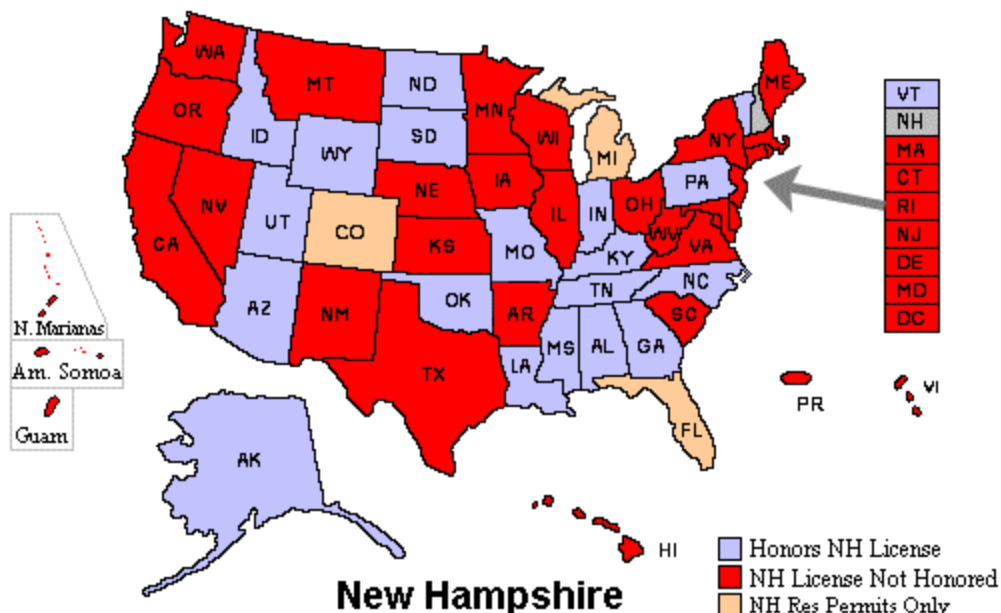 WA
MT
ND
MN
ME
OR
ID
SD
WI
NY
VT
NH
WY
MI
MA
NE
IA
PA
CT
NV
UT
CO
IL
IN
OH
RI
CA
KS
MO
WV
VA
NJ
KY
DE
AZ
NM
OK
AR
TN
NC
MD
SC
DC
MS
AL
GA
N. Marianas
LA
TX
Am. Somoa
PR
VI
Guam
FL
AK
HI
Honors NH License
NH License Not Honored
New Hampshire
NH Res Permits Only